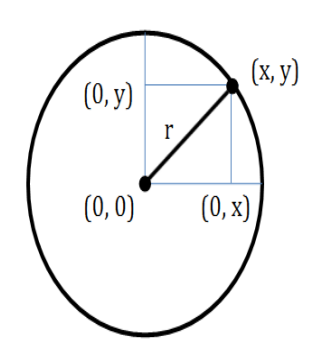 (x, y)
(0, y)
r
(0, 0)
(0, x)